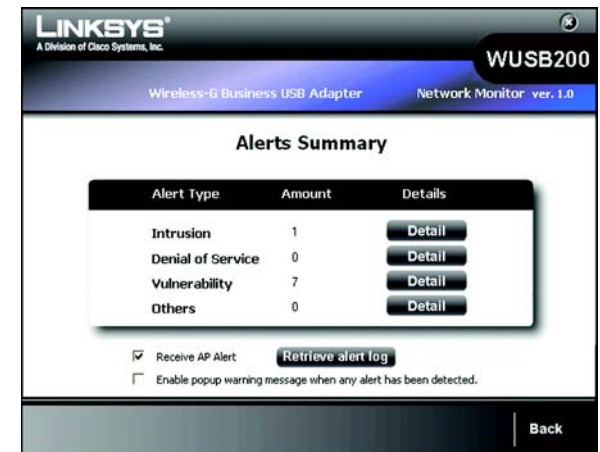 LINKSYS®
A Division of Cisco Systems, Inc.
WUSB200
Wireless-G Business USB Adapter Network Monitor ver. 1.0
Alerts Summary
Alert Type Amount Details
Intrusion 1 Detail
Denial of Service 0 Detail
Vulnerability 7 Detail
Others 0 Detail
Receive AP Alert Retrieve alert log
Enable popup warning message when any alert has been detected.
Back